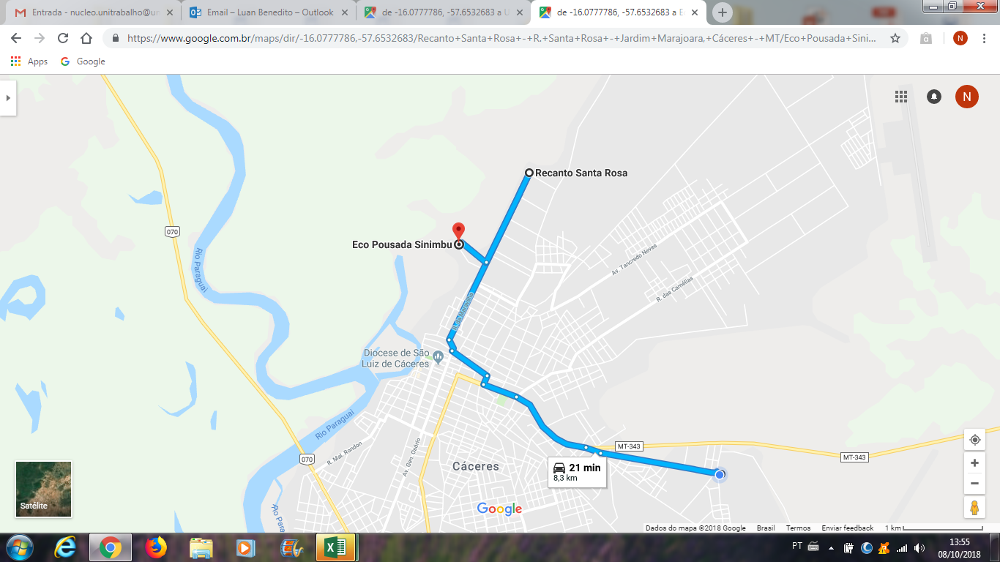 Entrada - nucleo.unitrabalho@un
Email – Luan Benedito – Outlook
de -16.0777786, -57.6532683 a U
de -16.0777786, -57.6532683 a E
https://www.google.com.br/maps/dir/-16.0777786,-57.6532683/Recanto+Santa+Rosa+-+R.+Santa+Rosa+-+Jardim+Marajoara,+Cáceres+-+MT/Eco+Pousada+Sini...
N
Apps
Google
N
Recanto Santa Rosa
070
Eco Pousada Sinimbu
Rio Paraguai
Av. Tancredo Neves
R. das Camélias
R. da Maravilha
Diocese de São
Luiz de Cáceres
Rio Paraguai
R. Mal. Rondon
Av. Gen. Osório
MT-343
MT-343
070
Cáceres
21 min
8,3 km
Rio Para
Satélite
Google
Dados do mapa ©2018 Google
Brasil
Termos
Enviar feedback
1 km
PT
13:55
08/10/2018